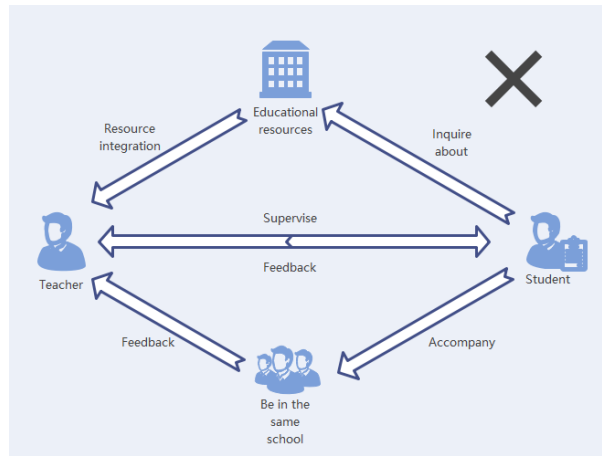 Educational
resources
Resource
integration
Inquire
about
Supervise
Feedback
Teacher
Student
Feedback
Accompany
Be in the
same
school